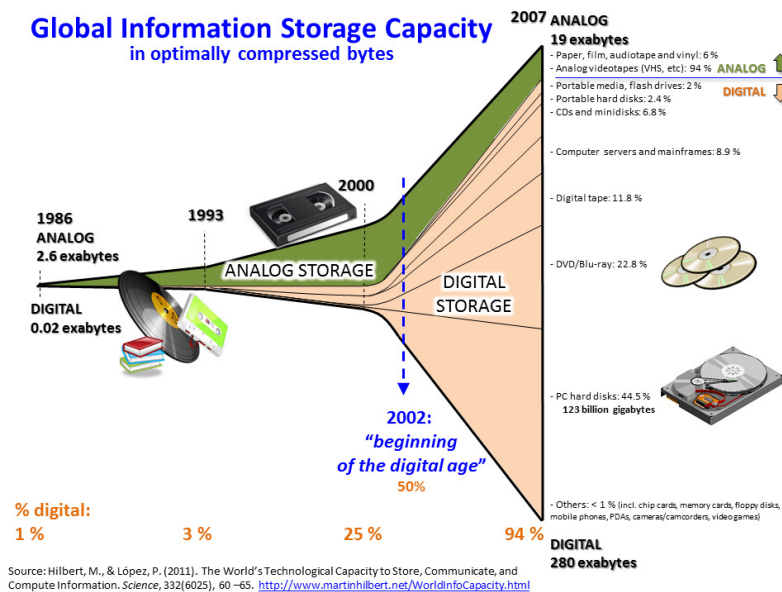 Global Information Storage Capacity
in optimally compressed bytes
2007 ANALOG
19 exabytes
- Paper, film, audiotape and vinyl: 6 %
- Analog videotapes (VHS, etc): 94 %
ANALOG
DIGITAL
- Portable media, flash drives: 2 %
- Portable hard disks: 2.4 %
- CDs and minidisks: 6.8 %
- Computer servers and mainframes: 8.9 %
- Digital tape: 11.8 %
- DVD/Blu-ray: 22.8 %
- PC hard disks: 44.5 %
123 billion gigabytes
- Others: < 1 % (incl. chip cards, memory cards, floppy disks,
mobile phones, PDAs, cameras/camcorders, video games)
DIGITAL
280 exabytes
2000
1993
1986
ANALOG
2.6 exabytes
DIGITAL
0.02 exabytes
ANALOG STORAGE
DIGITAL
STORAGE
2002:
"beginning
of the digital age"
50%
% digital:
1 %
3 %
25 %
94 %
Source: Hilbert, M., & López, P. (2011). The World's Technological Capacity to Store, Communicate, and
Compute Information. Science, 332(6025), 60 –65. http://www.martinhilbert.net/WorldInfoCapacity.html